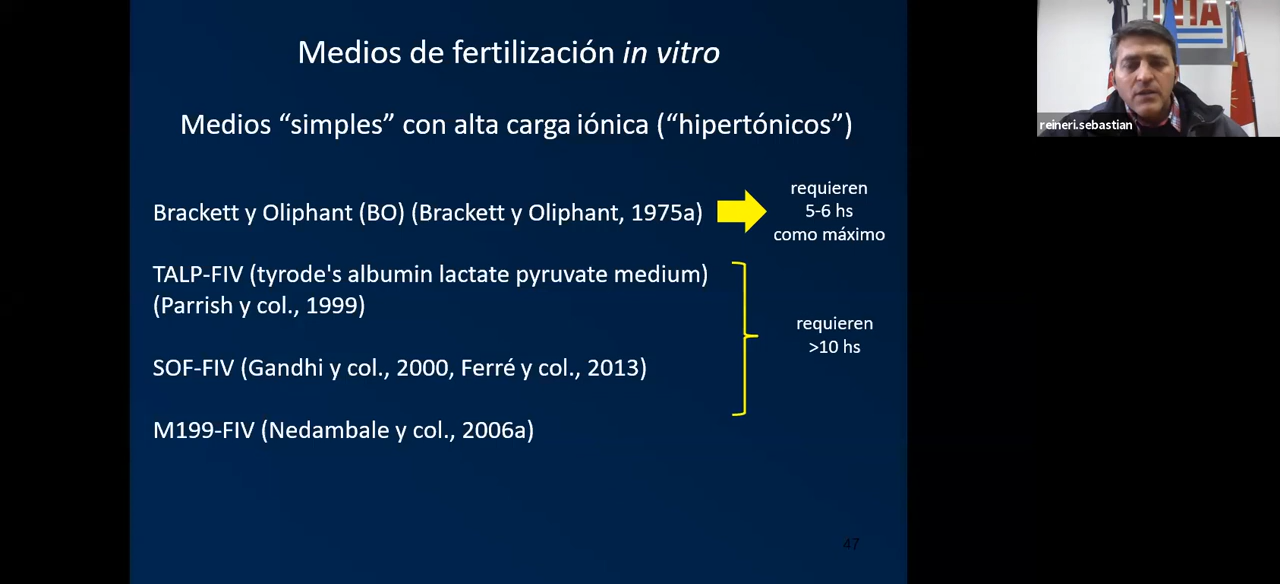 Medios de fertilización in vitro
Medios “simples” con alta carga iónica (“hipertónicos”)
Brackett y Oliphant (BO) (Brackett y Oliphant, 1975a)
requieren
5-6 hs
como máximo
TALP-FIV (tyrode's albumin lactate pyruvate medium)
(Parrish y col., 1999)
SOF-FIV (Gandhi y col., 2000, Ferré y col., 2013)
M199-FIV (Nedambale y col., 2006a)
requieren
>10 hs
47
INTA
reineri.sebastian